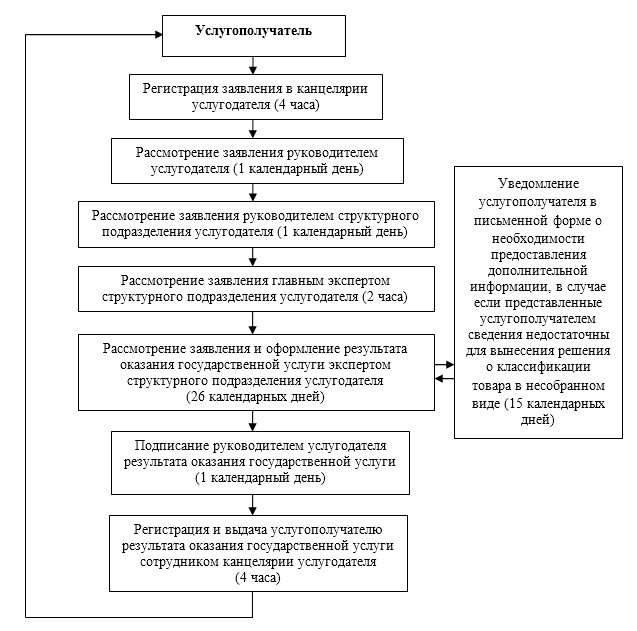 Услугополучатель
Регистрация заявления в канцелярии
услугодателя (4 часа)
Рассмотрение заявления руководителем
услугодателя (1 календарный день)
Рассмотрение заявления руководителем структурного
подразделения услугодателя (1 календарный день)
Рассмотрение заявления главным экспертом
структурного подразделения услугодателя (2 часа)
Рассмотрение заявления и оформление результата
оказания государственной услуги экспертом
структурного подразделения услугодателя
(26 календарных дней)
Уведомление
услугополучателя в
письменной форме о
необходимости
предоставления
дополнительной
информации, в случае
если представленные
услугополучателем
сведения недостаточны
для вынесения решения
о классификации
товара в несобранном
виде (15 календарных
дней)
Подписание руководителем услугодателя
результата оказания государственной услуги
(1 календарный день)
Регистрация и выдача услугополучателю
результата оказания государственной услуги
сотрудником канцелярии услугодателя
(4 часа)